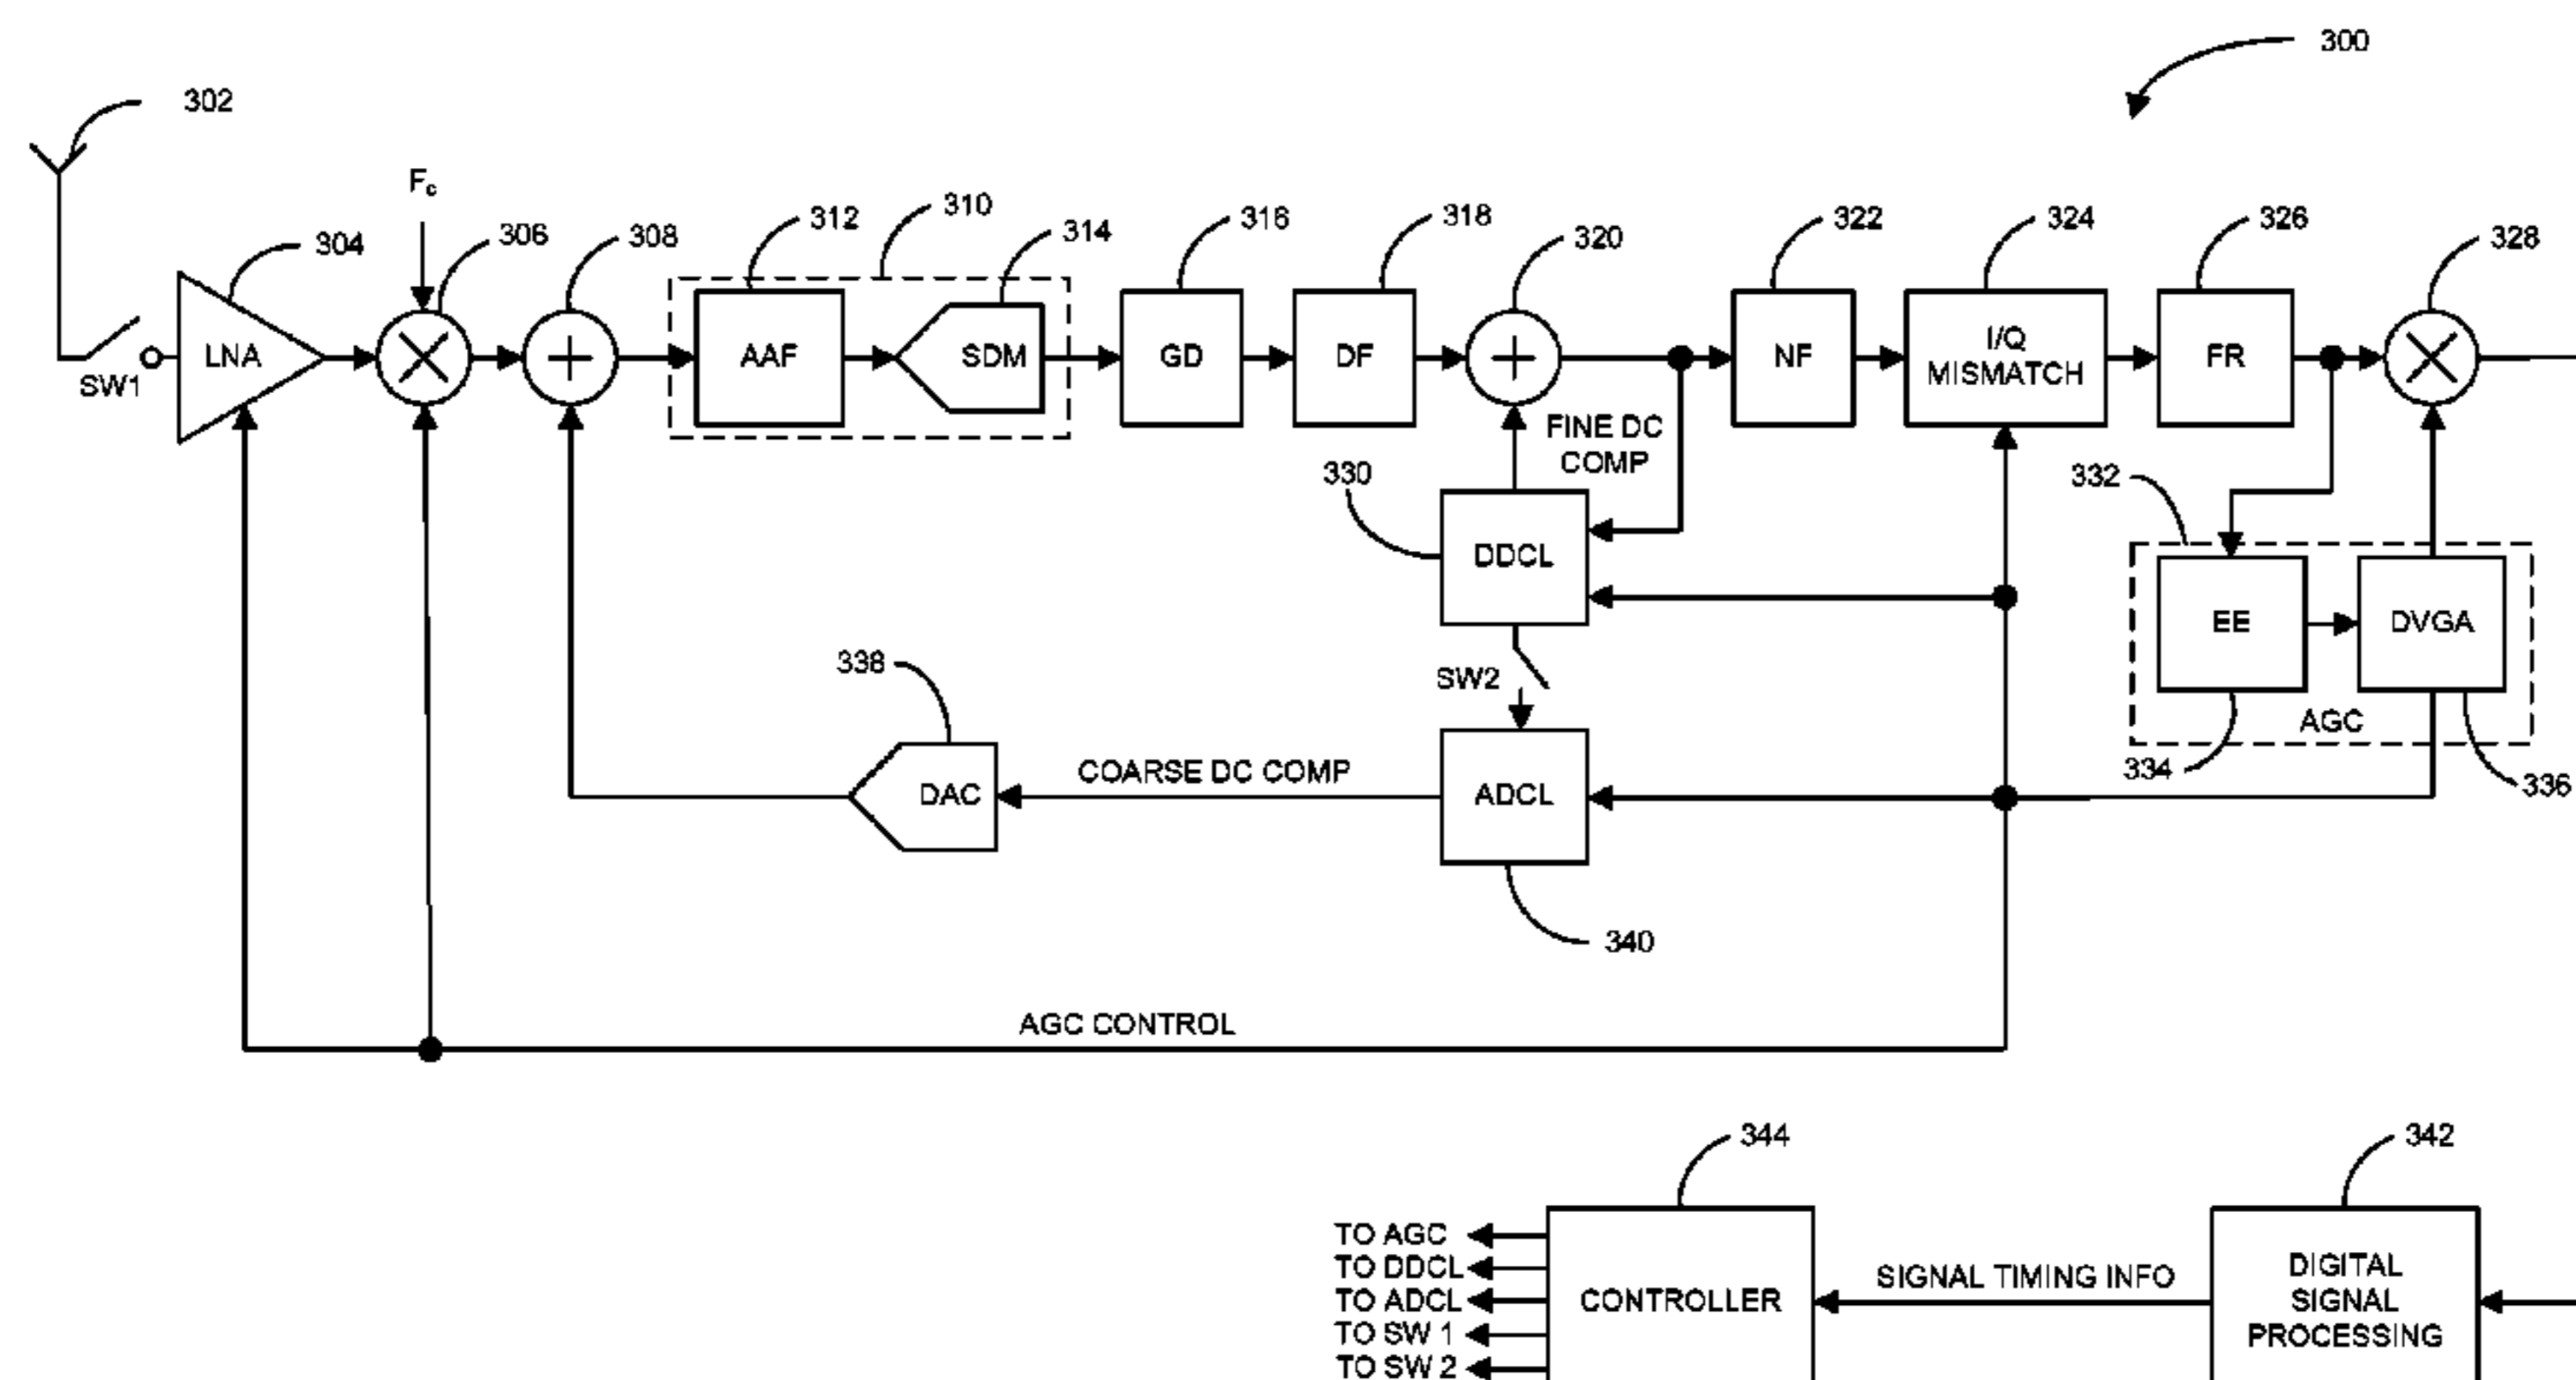 300
302
Fc
304
306
308
312
310
314
316
318
320
322
324
326
328
SW1
LNA
AAF
SDM
GD
DF
NF
I/Q
MISMATCH
FR
FINE DC
COMP
330
332
DDCL
EE
DVGA
AGC
334
336
SW2
338
DAC
COARSE DC COMP
ADCL
340
AGC CONTROL
344
342
TO AGC
TO DDCL
TO ADCL
TO SW 1
TO SW 2
CONTROLLER
SIGNAL TIMING INFO
DIGITAL
SIGNAL
PROCESSING